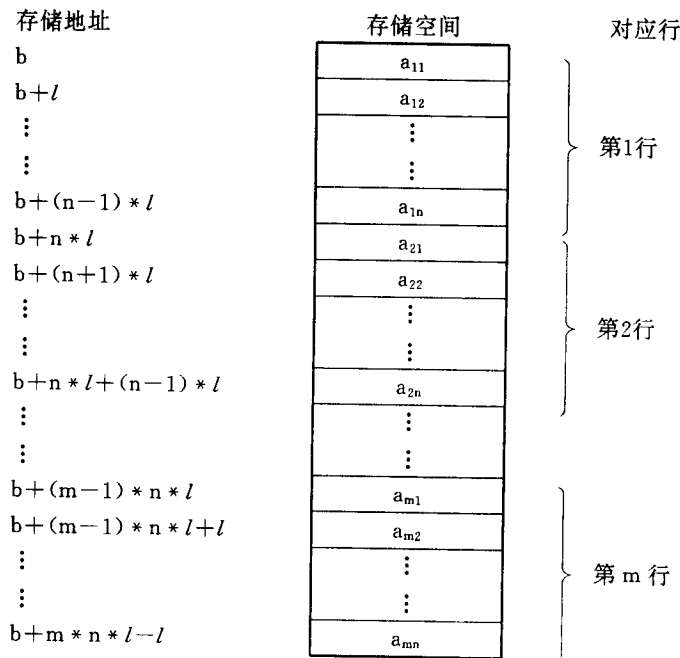 存储地址 存储空间 对应行
b a₁₁
b+l a₁₂
⋮ ⋮
⋮ ⋮ 第1行
b+(n-1)*l a₁ₙ
b+n*l a₂₁
b+(n+1)*l a₂₂
⋮ ⋮ 第2行
⋮ ⋮
b+n*l+(n-1)*l a₂ₙ
⋮ ⋮
⋮ ⋮
b+(m-1)*n*l aₘ₁
b+(m-1)*n*l+l aₘ₂
⋮ ⋮ 第m行
⋮ ⋮
b+m*n*l-l aₘₙ